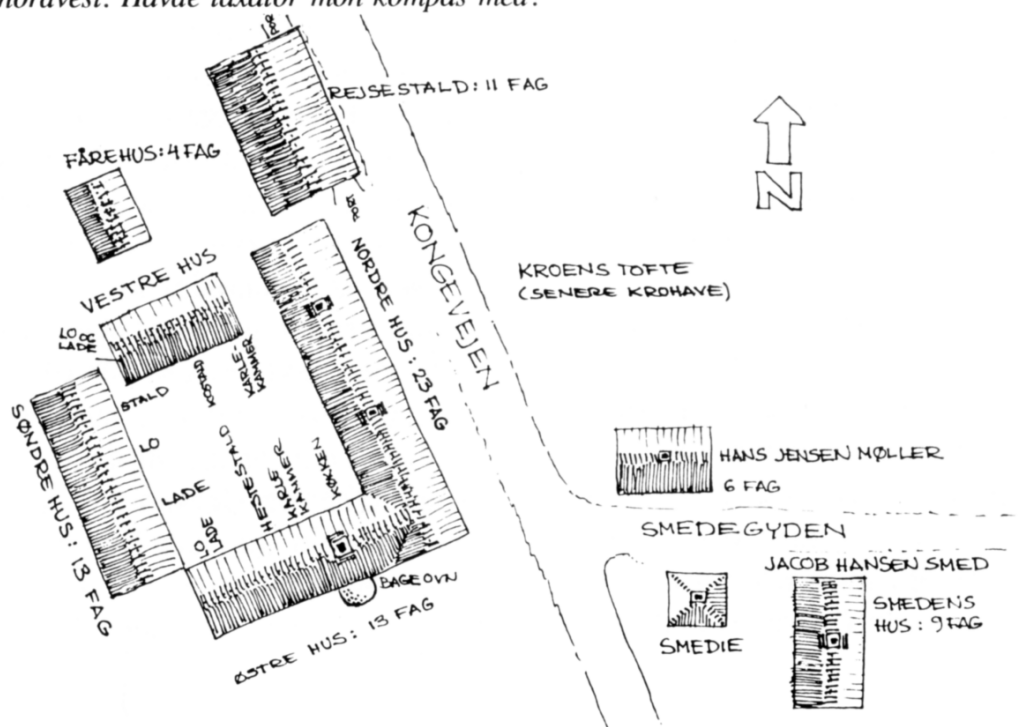 nordvest. Havde taxator mon kompas med?
REJSESTALD: 11 FAG
FÅREHUS: 4 FAG
N
VESTRE HUS
KONGEVEJEN
NORDRE HUS: 23 FAG
KROENS TOFTE
(SENERE KROHAVE)
LO OG
LADE
STALD
KOSTALD
KARLE-
KAMMER
SØNDRE HUS: 13 FAG
LO
LADE
LO
LADE
HESTESTALD
KARLE
KAMMER
KØKKEN
HANS JENSEN MØLLER
6 FAG
SMEDEGYDEN
JACOB HANSEN SMED
SMEDENS
HUS: 9 FAG
SMEDIE
BAGEOVN
ØSTRE HUS: 13 FAG